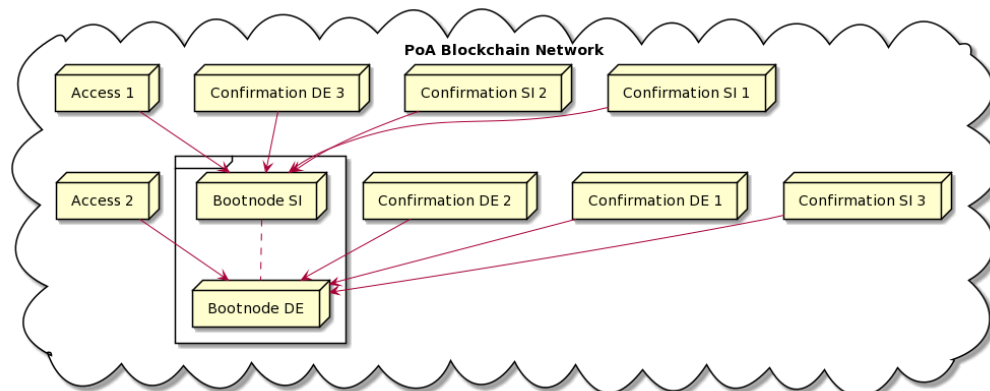 PoA Blockchain Network
Access 1
Confirmation DE 3
Confirmation SI 2
Confirmation SI 1
Access 2
Bootnode SI
Confirmation DE 2
Confirmation DE 1
Confirmation SI 3
Bootnode DE